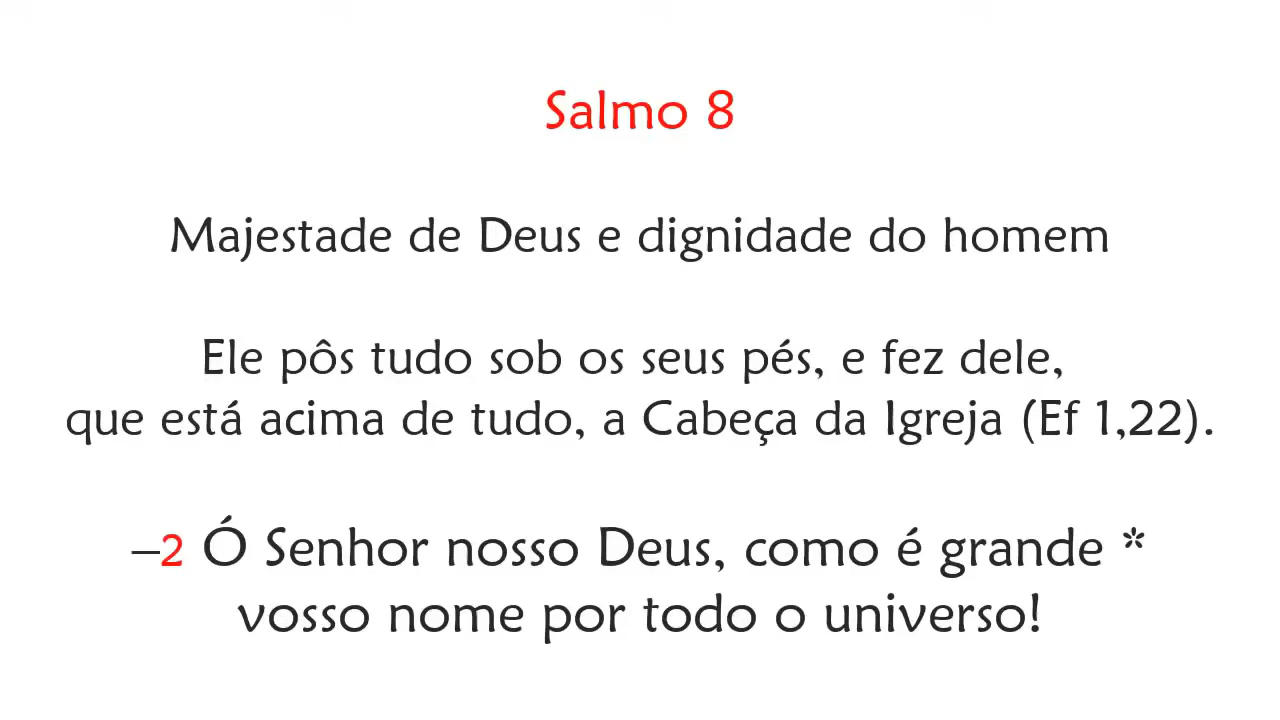 Salmo 8
Majestade de Deus e dignidade do homem
Ele pôs tudo sob os seus pés, e fez dele,
que está acima de tudo, a Cabeça da Igreja (Ef 1,22).
–2 Ó Senhor nosso Deus, como é grande *
vosso nome por todo o universo!